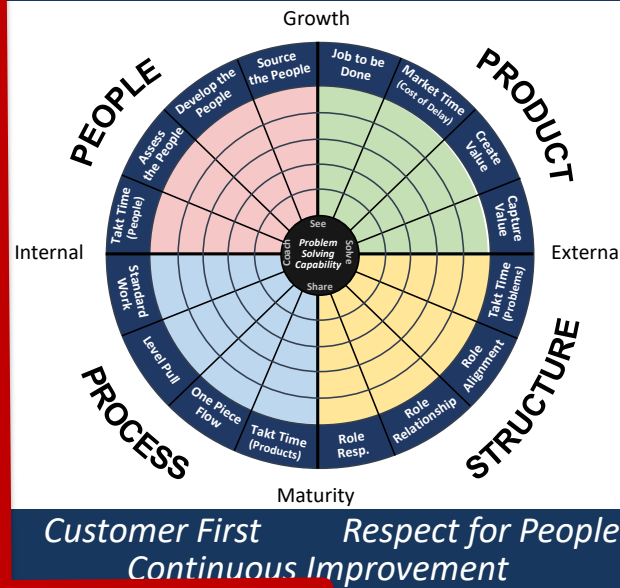 Growth
PEOPLE
PRODUCT
Source
the People
Job to be
Done
Develop the
People
Market Time
(Cost of Delay)
Assess
the People
Create
Value
Takt Time
(People)
Capture
Value
See
Coach
Problem
Solving
Capability
Solve
Share
Internal
Externa
Standard
Work
Takt Time
(Problems)
Level Pull
Role
Alignment
One Piece
Flow
Role
Relationship
Takt Time
(Products)
Role
Resp.
PROCESS
STRUCTURE
Maturity
Customer First Respect for People
Continuous Improvement